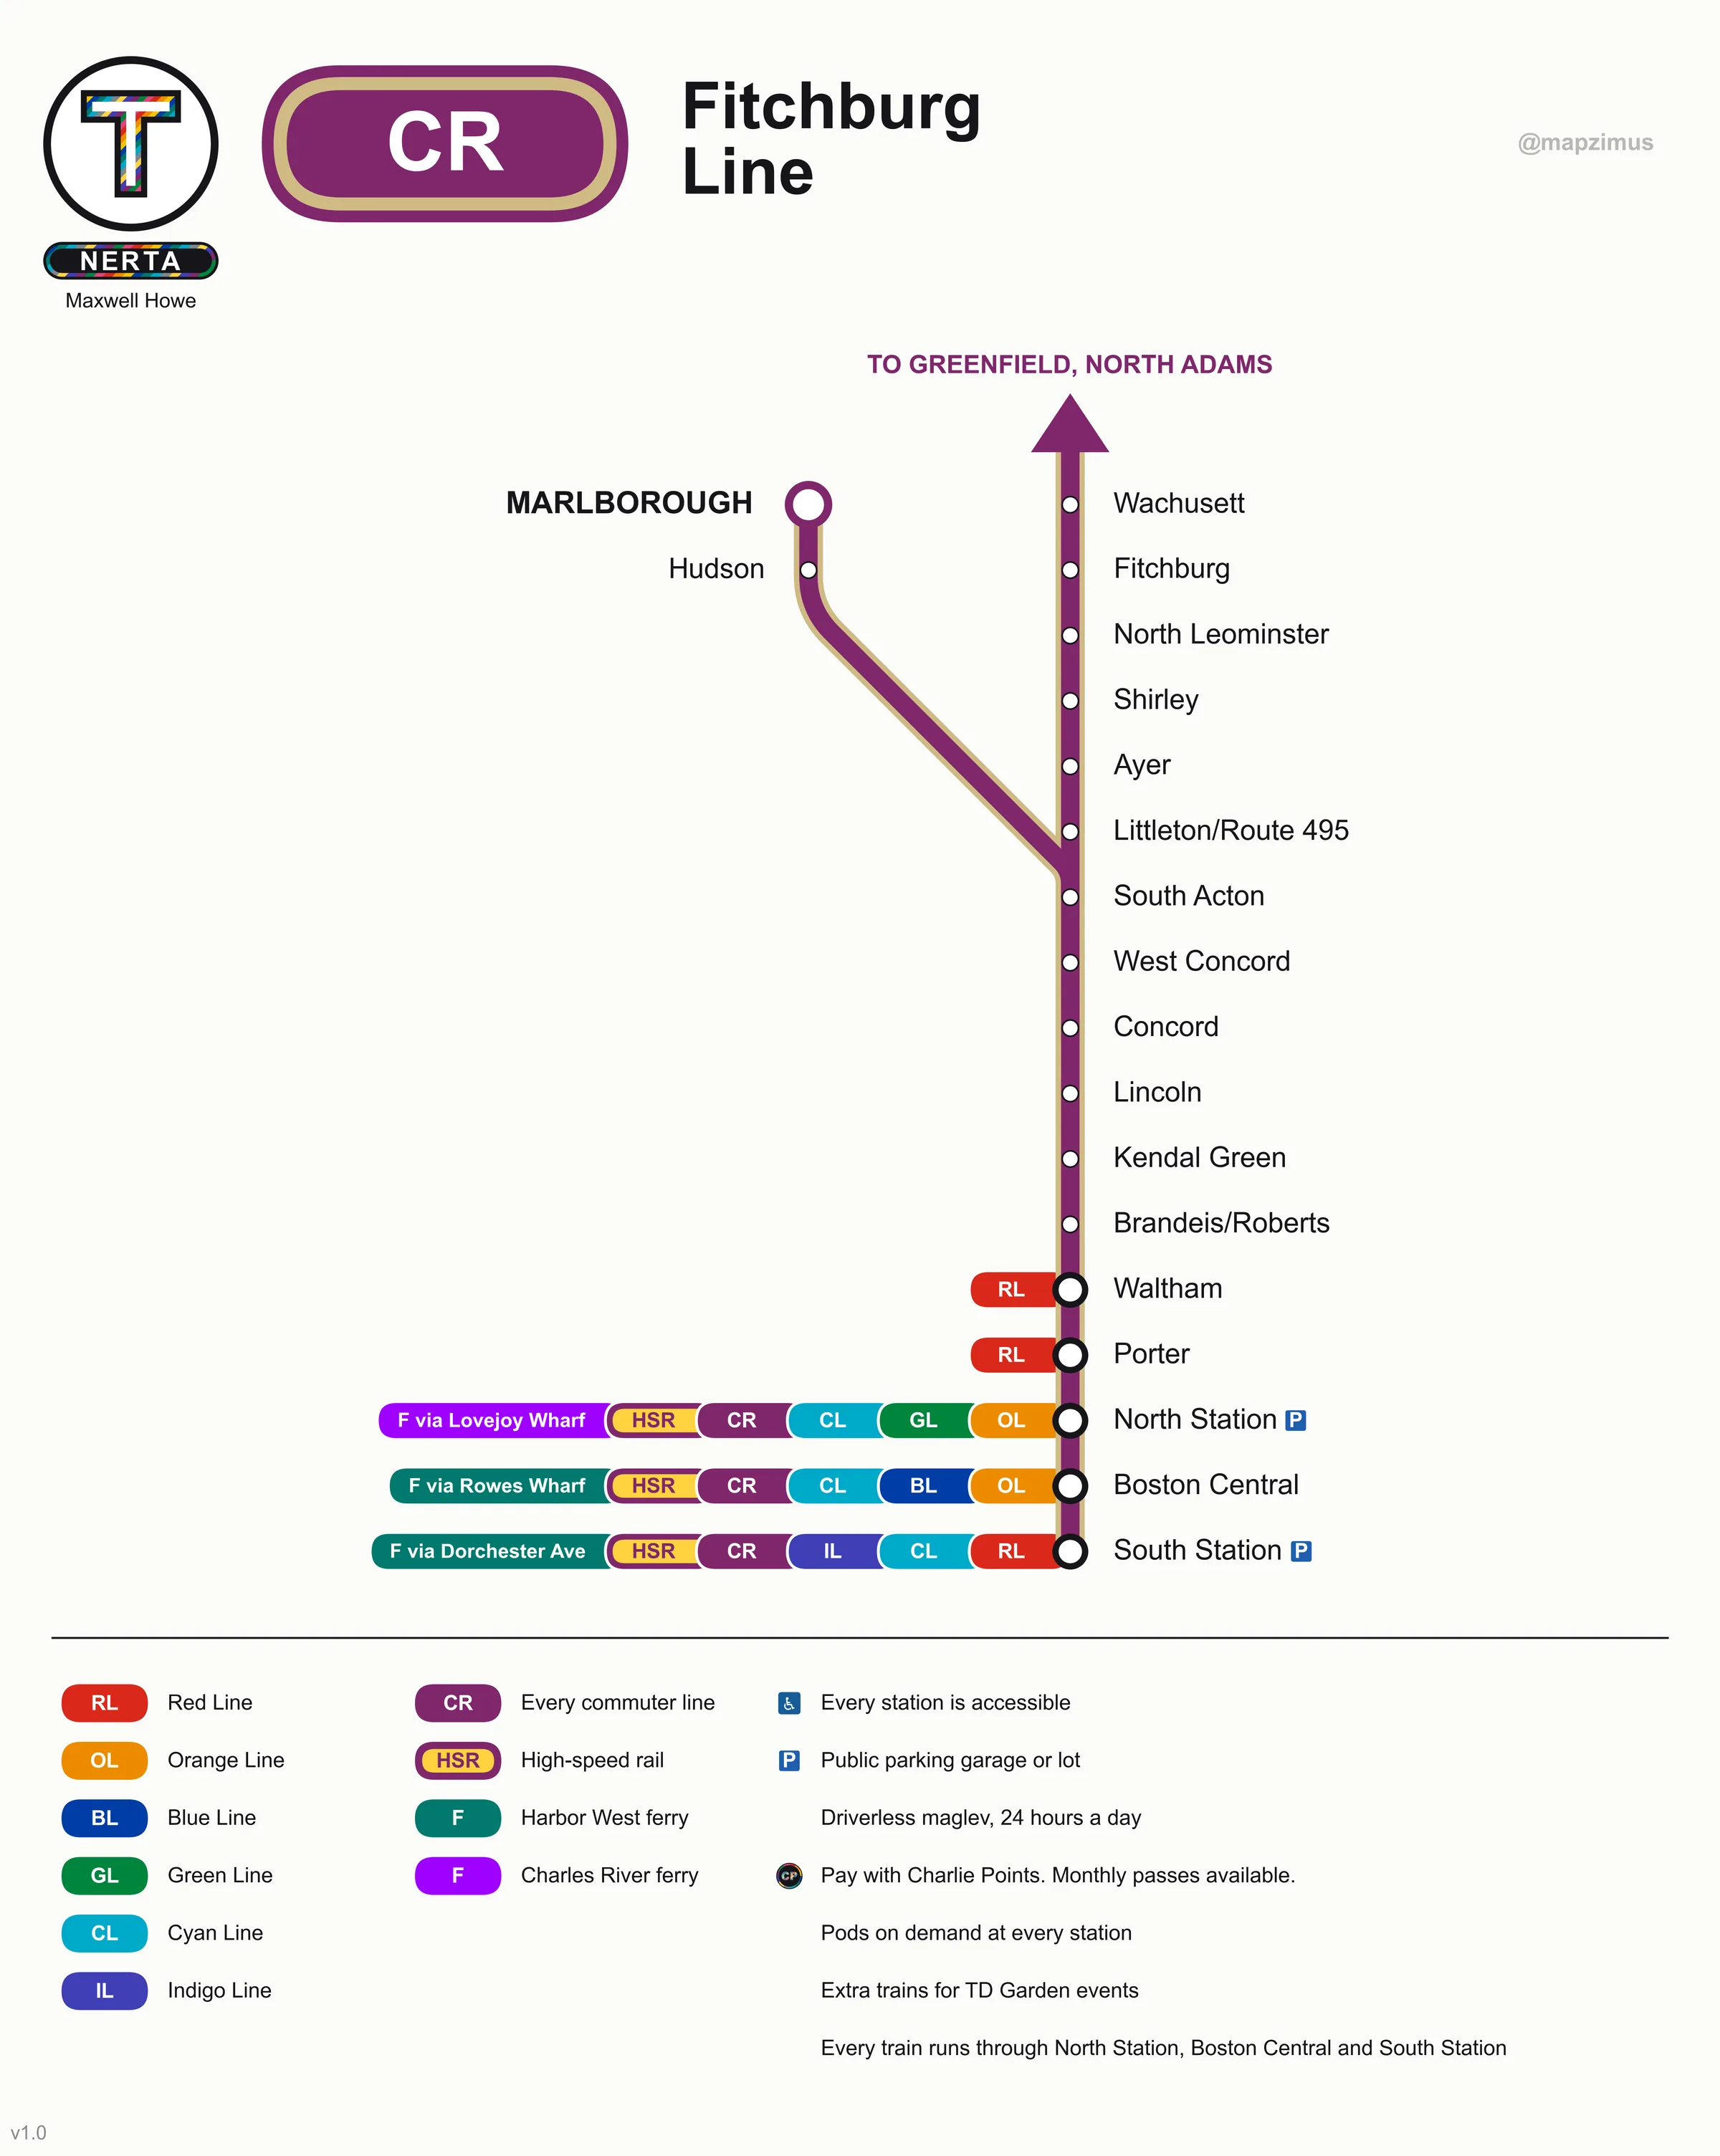 T
NERTA
Maxwell Howe
CR
Fitchburg
Line
@mapzimus
TO GREENFIELD, NORTH ADAMS
MARLBOROUGH
Hudson
Wachusett
Fitchburg
North Leominster
Shirley
Ayer
Littleton/Route 495
South Acton
West Concord
Concord
Lincoln
Kendal Green
Brandeis/Roberts
RL Waltham
RL Porter
F via Lovejoy Wharf HSR CR CL GL OL North Station P
F via Rowes Wharf HSR CR CL BL OL Boston Central
F via Dorchester Ave HSR CR IL CL RL South Station P
RL Red Line
OL Orange Line
BL Blue Line
GL Green Line
CL Cyan Line
IL Indigo Line
CR Every commuter line
HSR High-speed rail
F Harbor West ferry
F Charles River ferry
Every station is accessible
P Public parking garage or lot
Driverless maglev, 24 hours a day
CP Pay with Charlie Points. Monthly passes available.
Pods on demand at every station
Extra trains for TD Garden events
Every train runs through North Station, Boston Central and South Station
v1.0